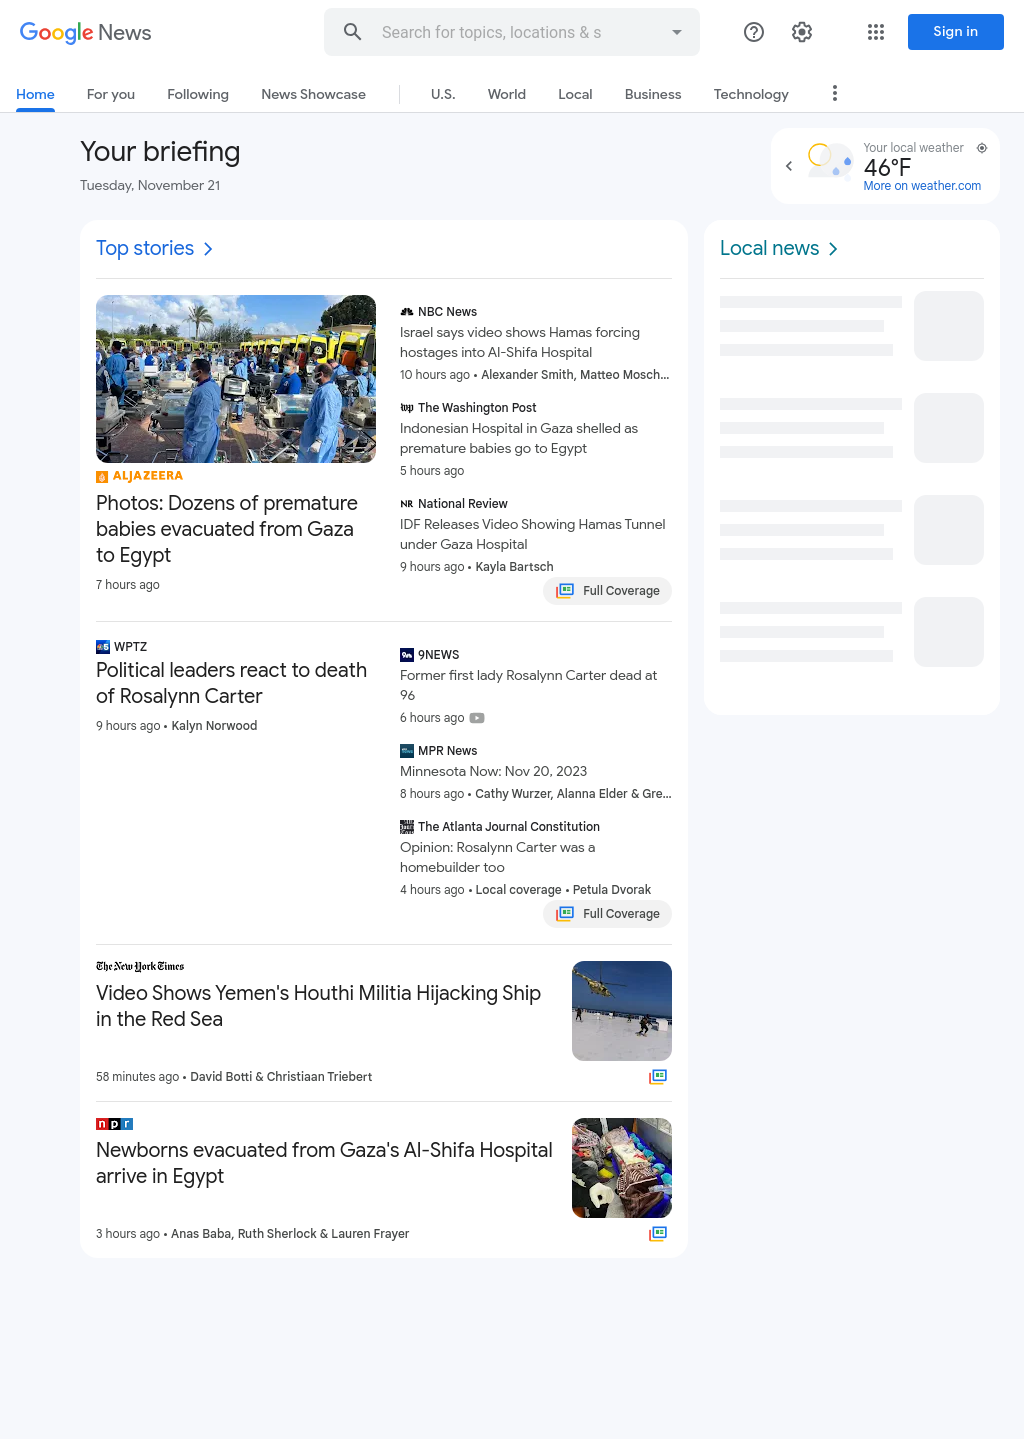 Google News
Search for topics, locations & s
Sign in
Home
For you
Following
News Showcase
U.S.
World
Local
Business
Technology
Your briefing
Tuesday, November 21
Your local weather
46°F
More on weather.com
Top stories
ALJAZEERA
Photos: Dozens of premature
babies evacuated from Gaza
to Egypt
7 hours ago
NBC News
Israel says video shows Hamas forcing
hostages into Al-Shifa Hospital
10 hours ago • Alexander Smith, Matteo Mosch...
wp The Washington Post
Indonesian Hospital in Gaza shelled as
premature babies go to Egypt
5 hours ago
NR National Review
IDF Releases Video Showing Hamas Tunnel
under Gaza Hospital
9 hours ago • Kayla Bartsch
Full Coverage
WPTZ
Political leaders react to death
of Rosalynn Carter
9 hours ago • Kalyn Norwood
9NEWS
Former first lady Rosalynn Carter dead at
96
6 hours ago
MPR News
Minnesota Now: Nov 20, 2023
8 hours ago • Cathy Wurzer, Alanna Elder & Gre...
The Atlanta Journal Constitution
Opinion: Rosalynn Carter was a
homebuilder too
4 hours ago • Local coverage • Petula Dvorak
Full Coverage
The New York Times
Video Shows Yemen's Houthi Militia Hijacking Ship
in the Red Sea
58 minutes ago • David Botti & Christiaan Triebert
npr
Newborns evacuated from Gaza's Al-Shifa Hospital
arrive in Egypt
3 hours ago • Anas Baba, Ruth Sherlock & Lauren Frayer
Local news